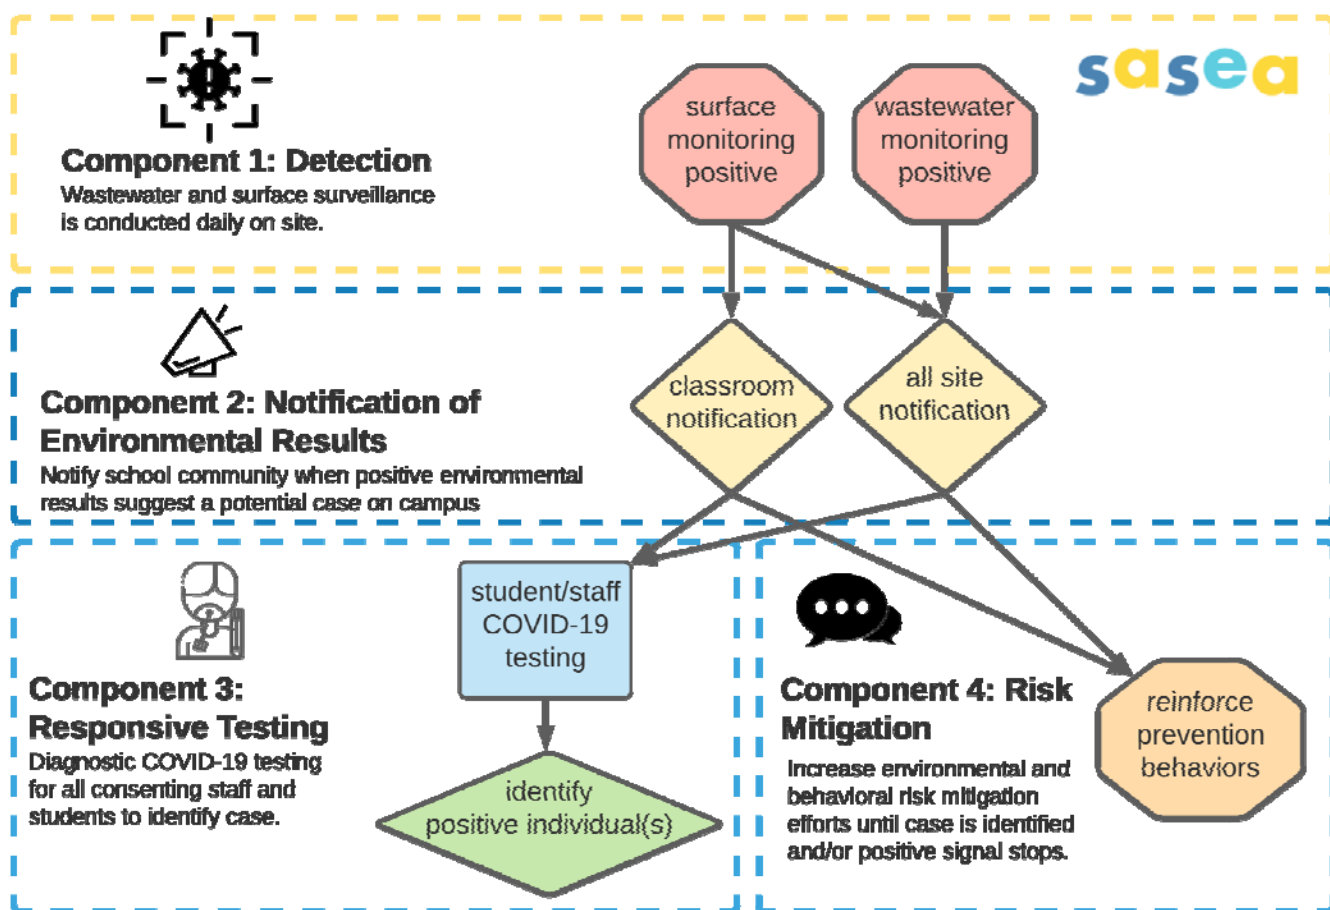 sasea
surface
monitoring
positive
wastewater
monitoring
positive
Component 1: Detection
Wastewater and surface surveillance
is conducted daily on site.
classroom
notification
all site
notification
Component 2: Notification of
Environmental Results
Notify school community when positive environmental
results suggest a potential case on campus
student/staff
COVID-19
testing
identify
positive individual(s)
Component 3:
Responsive Testing
Diagnostic COVID-19 testing
for all consenting staff and
students to identify case.
Component 4: Risk
Mitigation
Increase environmental and
behavioral risk mitigation
efforts until case is identified
and/or positive signal stops.
reinforce
prevention
behaviors